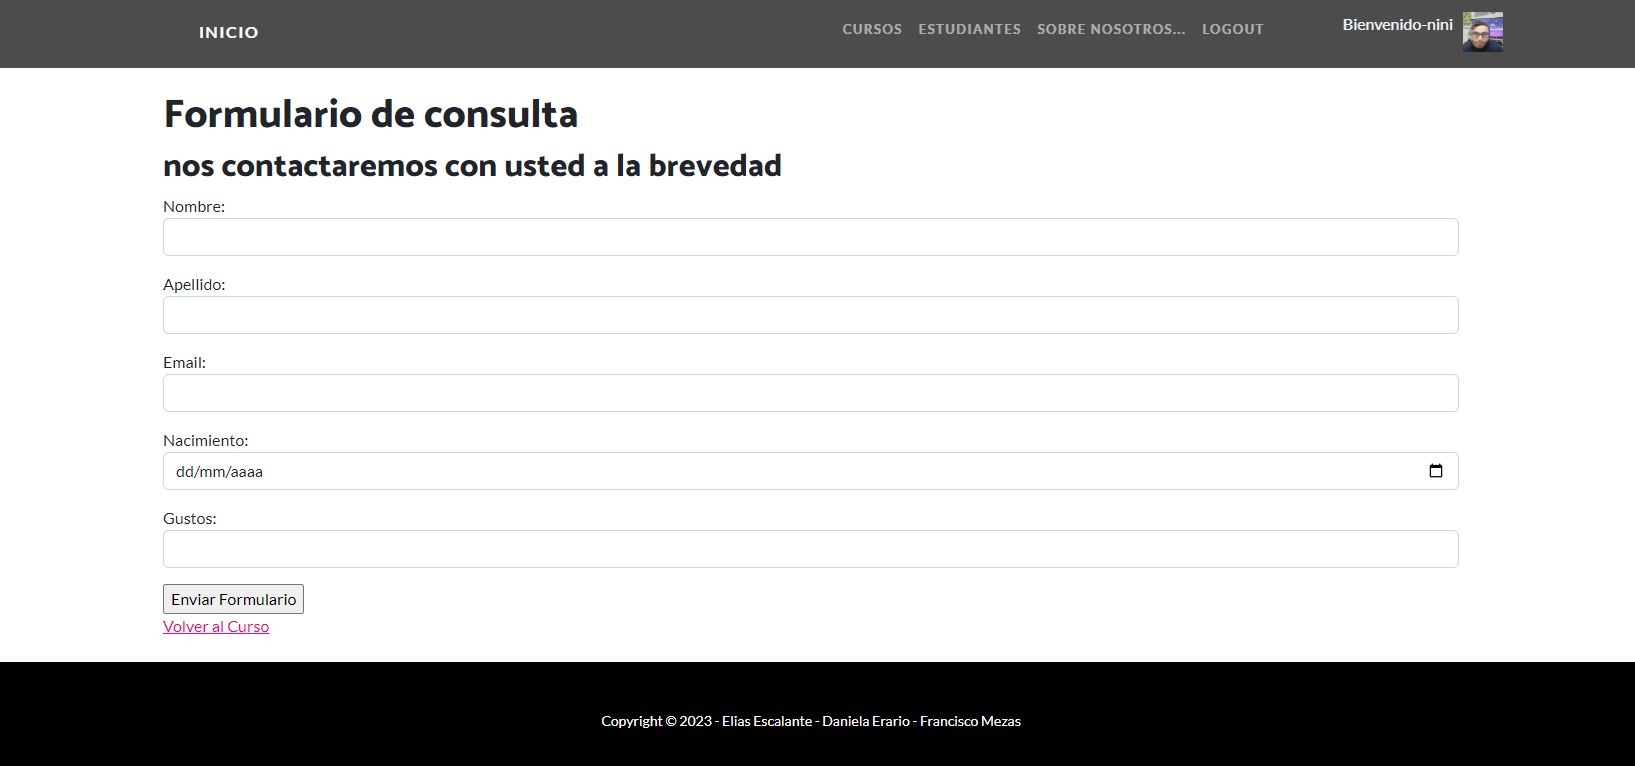 INICIO
CURSOS ESTUDIANTES SOBRE NOSOTROS... LOGOUT Bienvenido-nini
Formulario de consulta
nos contactaremos con usted a la brevedad
Nombre:
Apellido:
Email:
Nacimiento:
dd/mm/aaaa
Gustos:
Enviar Formulario
Volver al Curso
Copyright © 2023 - Elias Escalante - Daniela Erario - Francisco Mezas